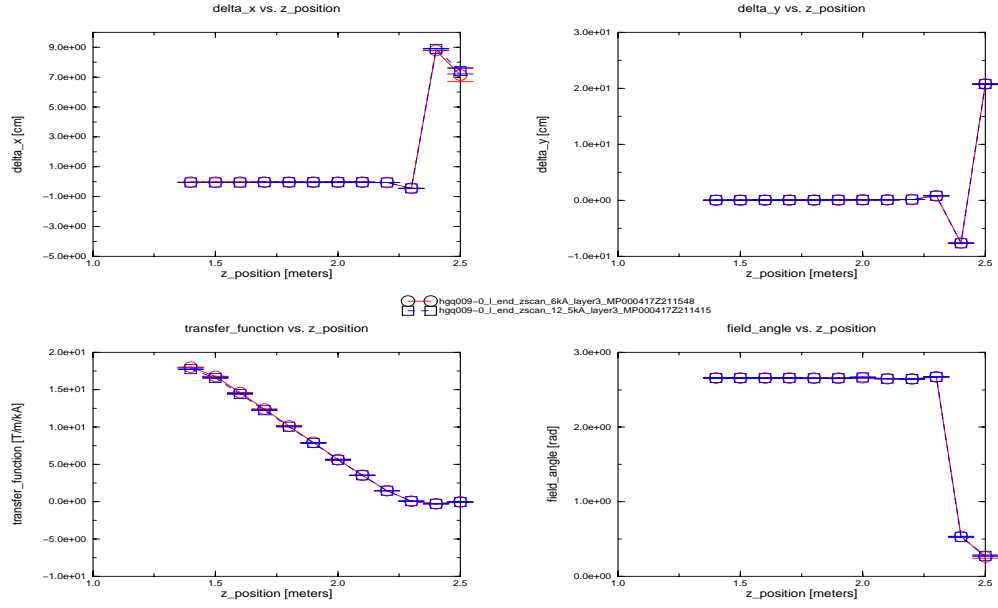 delta_x vs. z_position
delta_y vs. z_position
9.0e+00
7.0e+00
5.0e+00
3.0e+00
1.0e+00
−1.0e+00
−3.0e+00
−5.0e+00
delta_x [cm]
1.0
1.5
2.0
2.5
z_position [meters]
3.0e+01
2.0e+01
1.0e+01
0.0e+00
−1.0e+01
delta_y [cm]
1.0
1.5
2.0
2.5
z_position [meters]
hgq009−0_l_end_zscan_6kA_layer3_MP000417Z211548
hgq009−0_l_end_zscan_12_5kA_layer3_MP000417Z211415
transfer_function vs. z_position
field_angle vs. z_position
2.0e+01
1.5e+01
1.0e+01
5.0e+00
0.0e+00
−5.0e+00
−1.0e+01
transfer_function [T/m/kA]
1.0
1.5
2.0
2.5
z_position [meters]
3.0e+00
2.0e+00
1.0e+00
0.0e+00
field_angle [rad]
1.0
1.5
2.0
2.5
z_position [meters]